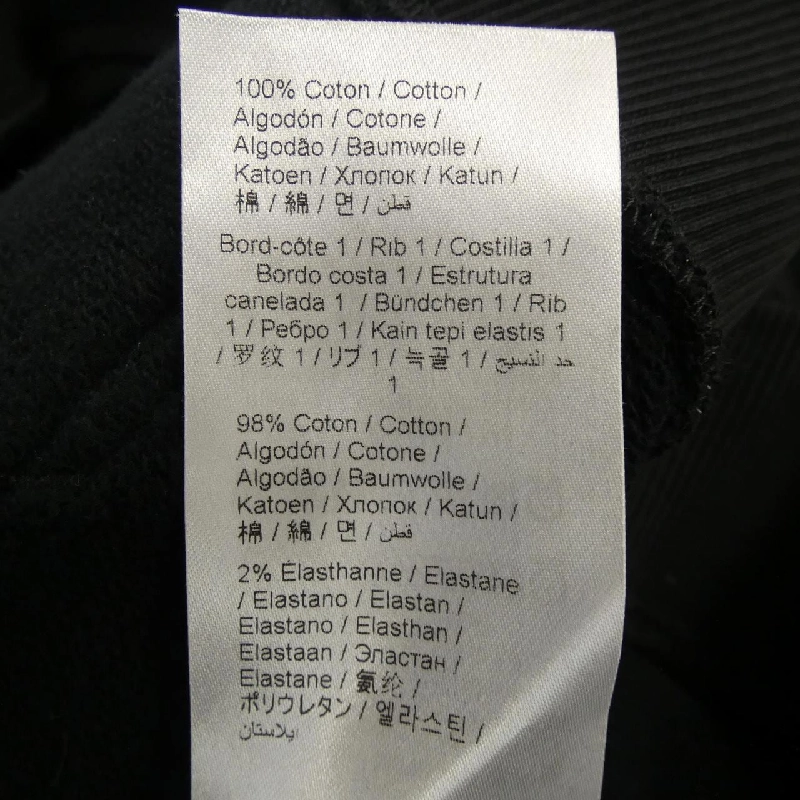 100% Coton / Cotton /
Algodón / Cotone /
Algodão / Baumwolle /
Katoen / Хлопок / Katun /
棉 / 綿 / 면 / قطن
Bord-côte 1 / Rib 1 / Costilla 1 /
Bordo costa 1 / Estrutura
canelada 1 / Bündchen 1 / Rib
1 / Ребро 1 / Kain tepi elastis 1
/ 罗纹 1 / リブ 1 / 늑골 1 / حد النسيج
1
98% Coton / Cotton /
Algodón / Cotone /
Algodão / Baumwolle /
Katoen / Хлопок / Katun /
棉 / 綿 / 면 / قطن
2% Élasthanne / Elastane
/ Elastano / Elastan /
Elastano / Elasthan /
Elastaan / Эластан /
Elastane / 氨纶 /
ポリウレタン / 엘라스틴 /
ايلاستان